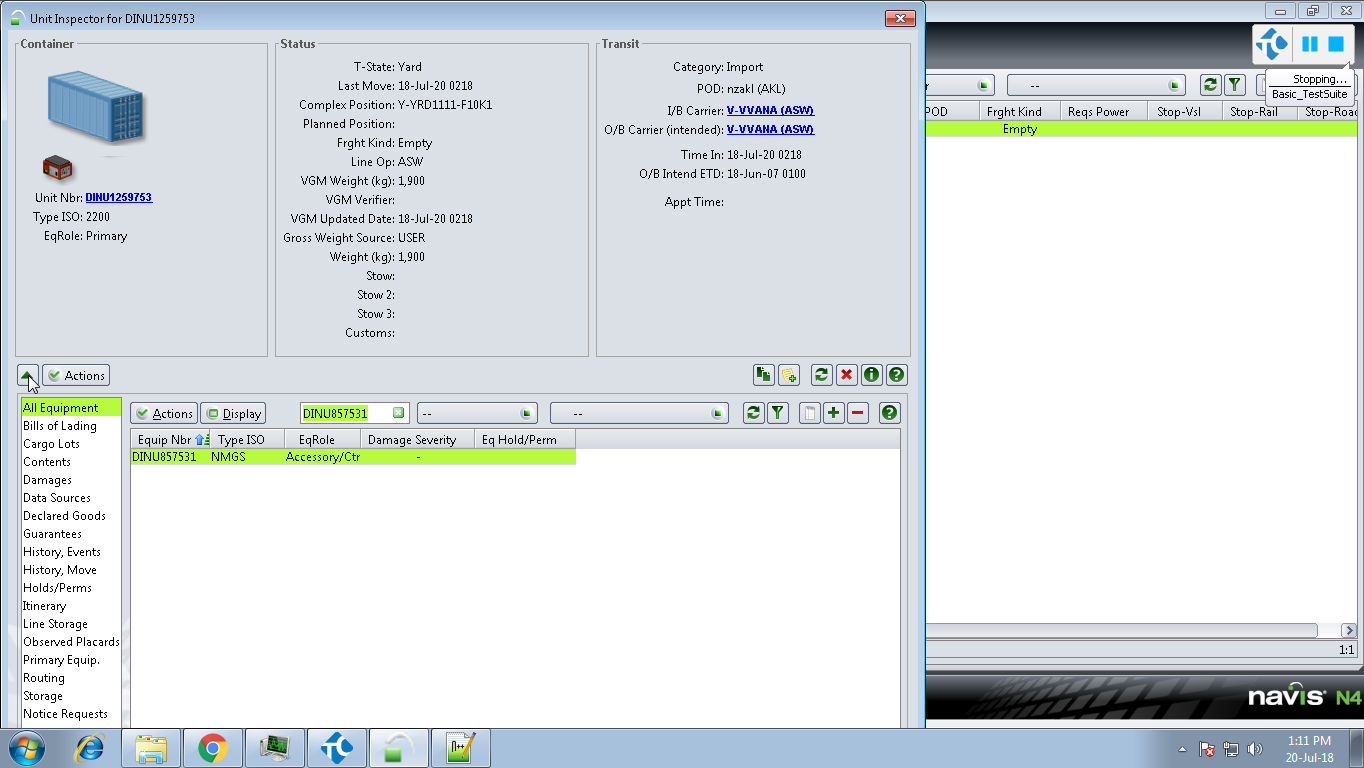 Unit Inspector for DINU1259753
Container
Unit Nbr: DINU1259753
Type ISO: 2200
EqRole: Primary
Status
T-State: Yard
Last Move: 18-Jul-20 0218
Complex Position: Y-YRD1111-F10K1
Planned Position:
Frght Kind: Empty
Line Op: ASW
VGM Weight (kg): 1,900
VGM Verifier:
VGM Updated Date: 18-Jul-20 0218
Gross Weight Source: USER
Weight (kg): 1,900
Stow:
Stow 2:
Stow 3:
Customs:
Transit
Category: Import
POD: nzakl (AKL)
I/B Carrier: V-VVANA (ASW)
O/B Carrier (intended): V-VVANA (ASW)
Time In: 18-Jul-20 0218
O/B Intend ETD: 18-Jun-07 0100
Appt Time:
Actions
All Equipment
Bills of Lading
Cargo Lots
Contents
Damages
Data Sources
Declared Goods
Guarantees
History, Events
History, Move
Holds/Perms
Itinerary
Line Storage
Observed Placards
Primary Equip.
Routing
Storage
Notice Requests
Actions Display DINU857531 -- --
Equip Nbr Type ISO EqRole Damage Severity Eq Hold/Perm
DINU857531 NMGS Accessory/Ctr -
Stopping...
Basic_TestSuite
r --
POD Frght Kind Reqs Power Stop-Vsl Stop-Rail Stop-Road
Empty
1:1
navis N4
1:11 PM
20-Jul-18